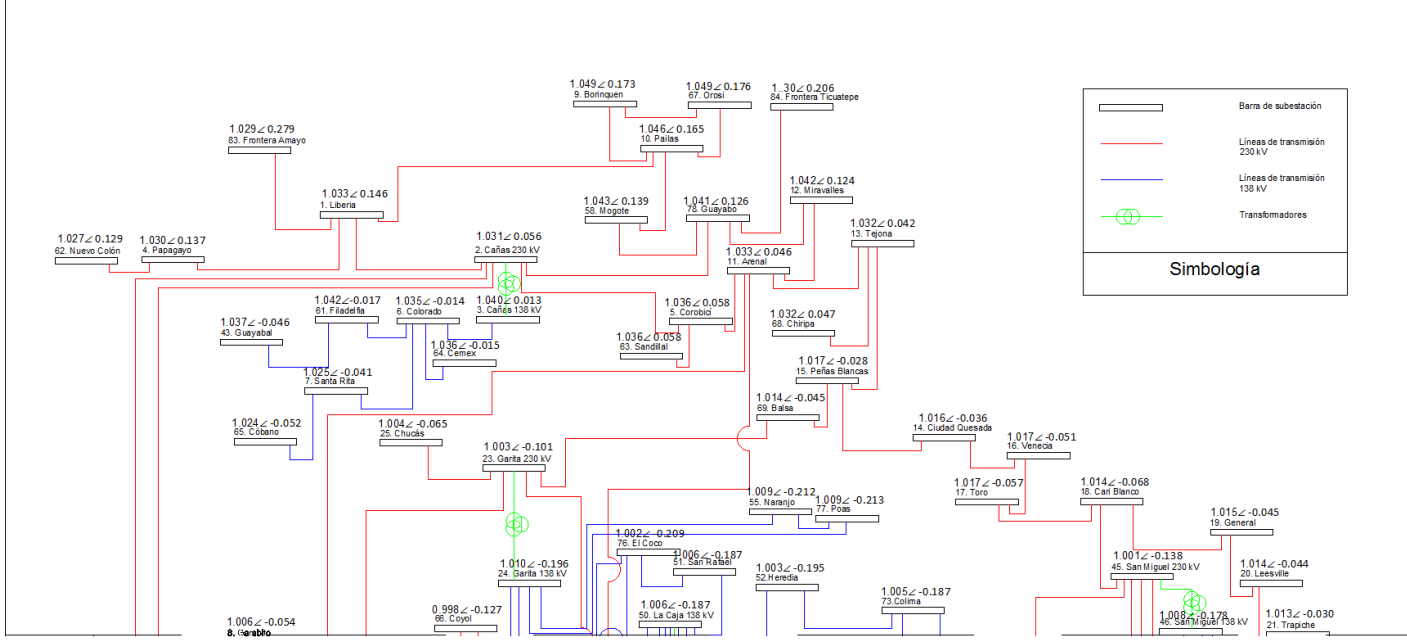 1.049∠ 0.173
9. Borinquen
1.049∠ 0.176
67. Orosi
1..30∠ 0.206
84. Frontera Ticuatepe
1.029∠ 0.279
83. Frontera Amayo
1.046∠ 0.165
10. Pailas
1.033∠ 0.146
1. Liberia
1.043∠ 0.139
58. Mogote
1.041∠ 0.126
78. Guayabo
1.042∠ 0.124
12. Miravalles
1.032∠ 0.042
13. Tejona
1.027∠ 0.129
62. Nuevo Colón
1.030∠ 0.137
4. Papagayo
1.031∠ 0.056
2. Cañas 230 kV
1.033∠ 0.046
11. Arenal
1.042∠-0.017
61. Filadelfia
1.035∠ -0.014
6. Colorado
1.040∠ 0.013
3. Cañas 138 kV
1.036∠ 0.058
5. Corobicí
1.032∠ 0.047
68. Chiripa
1.037∠ -0.046
43. Guayabal
1.036∠ -0.015
64. Cemex
1.036∠ 0.058
63. Sandillal
1.025∠ -0.041
7. Santa Rita
1.017∠ -0.028
15. Peñas Blancas
1.014∠ -0.045
69. Balsa
1.024∠ -0.052
65. Cóbano
1.004∠ -0.065
25. Chucás
1.003∠ -0.101
23. Garita 230 kV
1.016∠ -0.036
14. Ciudad Quesada
1.017∠ -0.051
16. Venecia
1.017∠ -0.057
17. Toro
1.014∠ -0.068
18. Cari Blanco
1.009∠ -0.212
55. Naranjo
1.009∠ -0.213
77. Poas
1.015∠ -0.045
19. General
1.002∠ -0.209
76. El Coco
1.006∠ -0.187
51. San Rafael
1.010∠ -0.196
24. Garita 138 kV
1.003∠ -0.195
52.Heredia
1.001∠ -0.138
45. San Miguel 230 kV
1.014∠ -0.044
20. Leesville
1.005∠ -0.187
73.Colima
1.006∠ -0.054
8. Garabito
0.998∠ -0.127
66. Coyol
1.006∠ -0.187
50. La Caja 138 kV
1.008∠ -0.178
46. San Miguel 138 kV
1.013∠ -0.030
21. Trapiche
Barra de subestación
Líneas de transmisión
230 kV
Líneas de transmisión
138 kV
Transformadores
Simbología